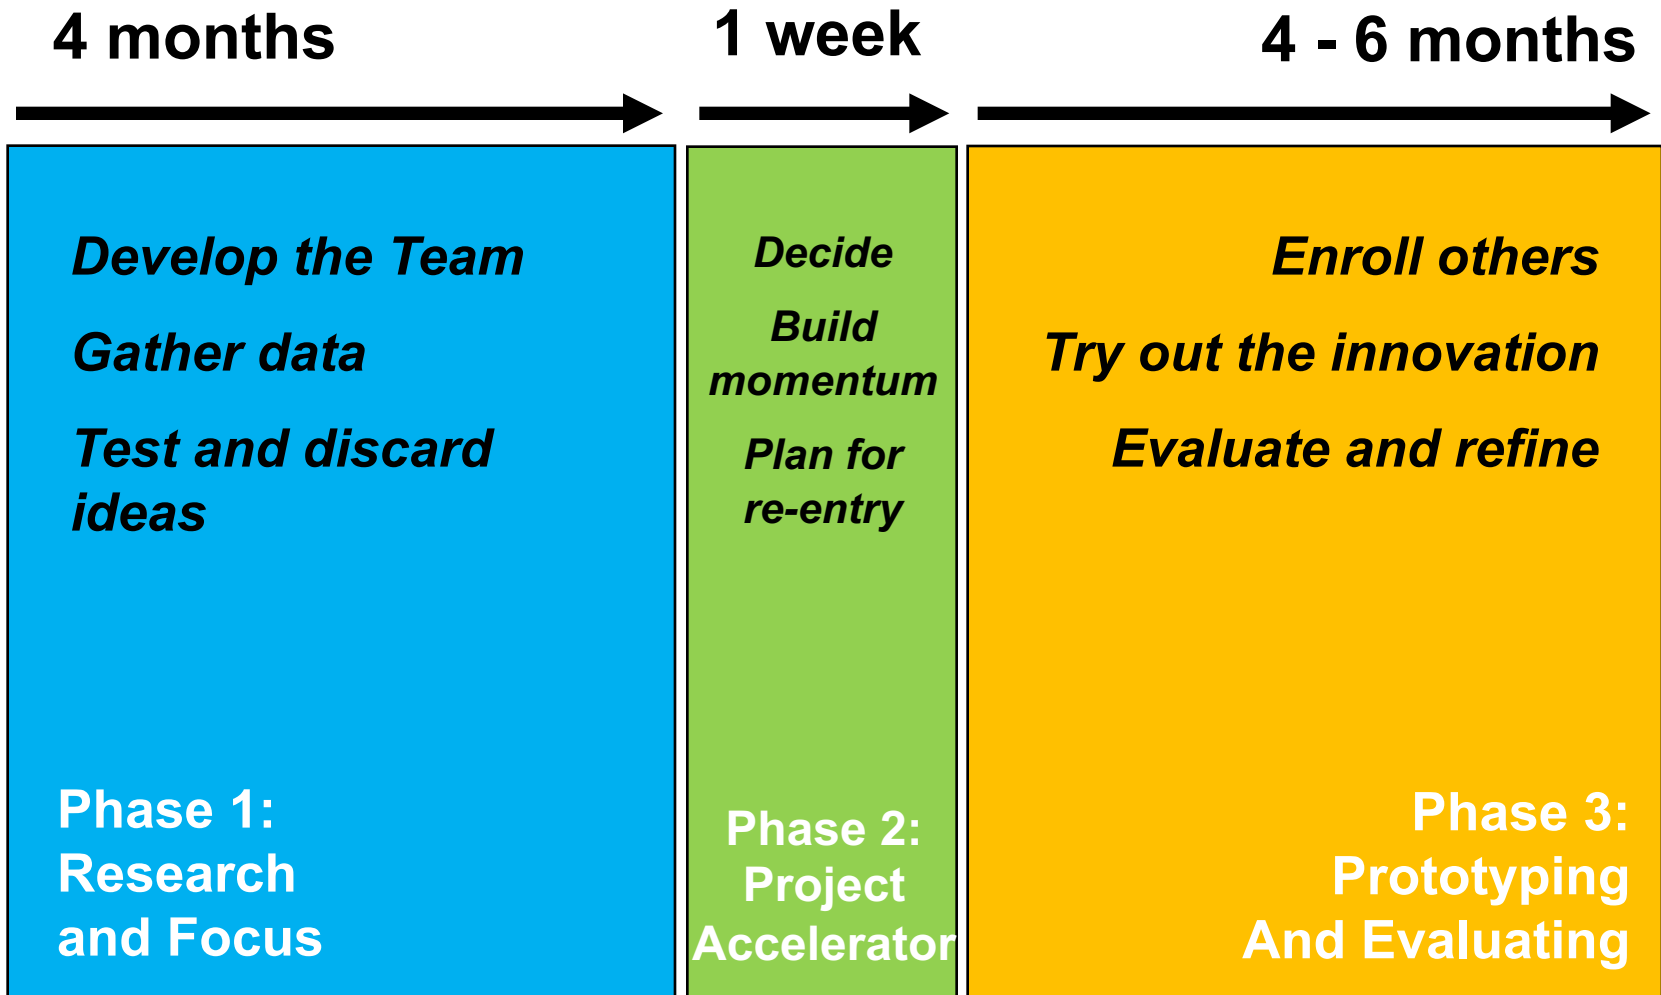 4 months
1 week
4 - 6 months
Develop the Team
Gather data
Test and discard
ideas
Phase 1:
Research
and Focus
Decide
Build
momentum
Plan for
re-entry
Phase 2:
Project
Accelerator
Enroll others
Try out the innovation
Evaluate and refine
Phase 3:
Prototyping
And Evaluating